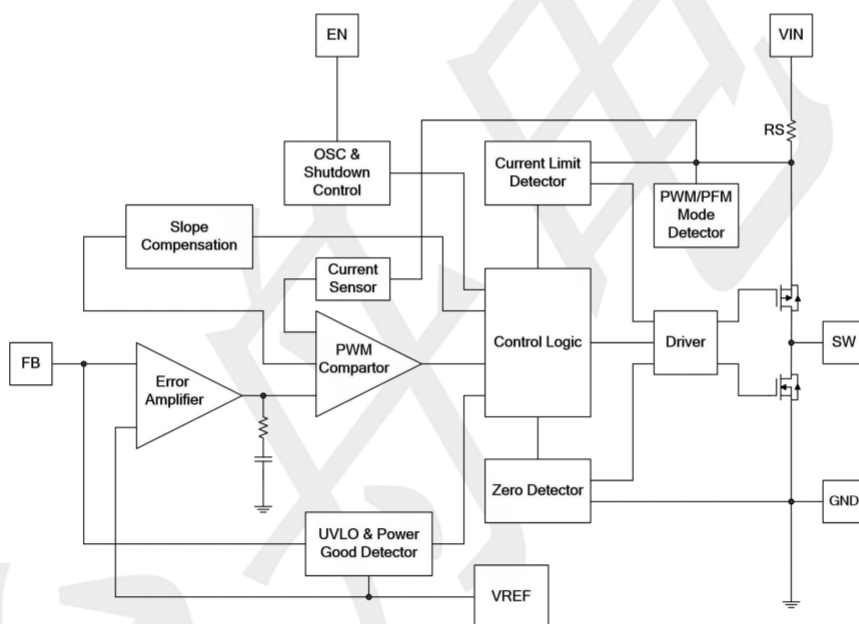 EN
VIN
RS
OSC &
Shutdown
Control
Current Limit
Detector
PWM/PFM
Mode
Detector
Slope
Compensation
Current
Sensor
PWM
Compartor
Control Logic
Driver
SW
FB
Error
Amplifier
Zero Detector
GND
UVLO & Power
Good Detector
VREF